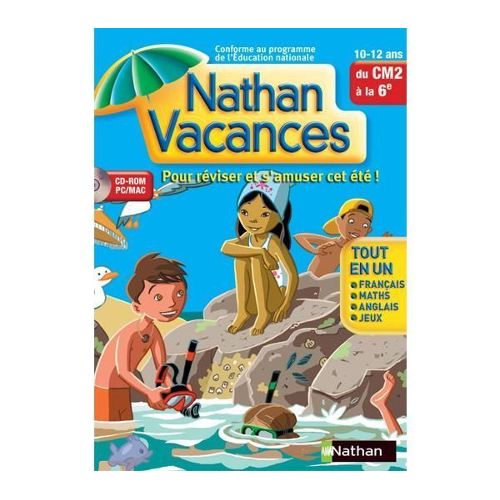 Conforme au programme
de l'Éducation nationale
10-12 ans
du CM2
à la 6e
Nathan
Vacances
Pour réviser et s'amuser cet été !
CD-ROM
PC/MAC
TOUT
EN UN
FRANÇAIS
MATHS
ANGLAIS
JEUX
Nathan